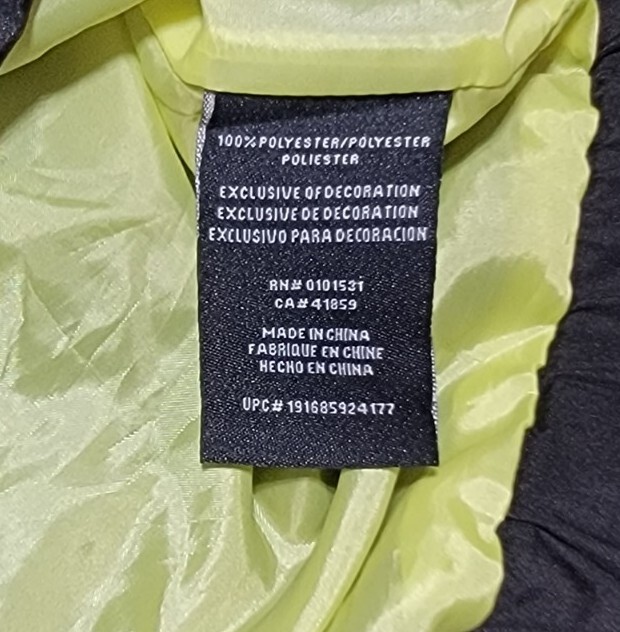 100%POLYESTER/POLYESTER
POLIESTER
EXCLUSIVE OF DECORATION
EXCLUSIVE DE DECORATION
EXCLUSIVO PARA DECORACION
RN# 0101531
CA# 41859
MADE IN CHINA
FABRIQUE EN CHINE
HECHO EN CHINA
UPC# 191685924177